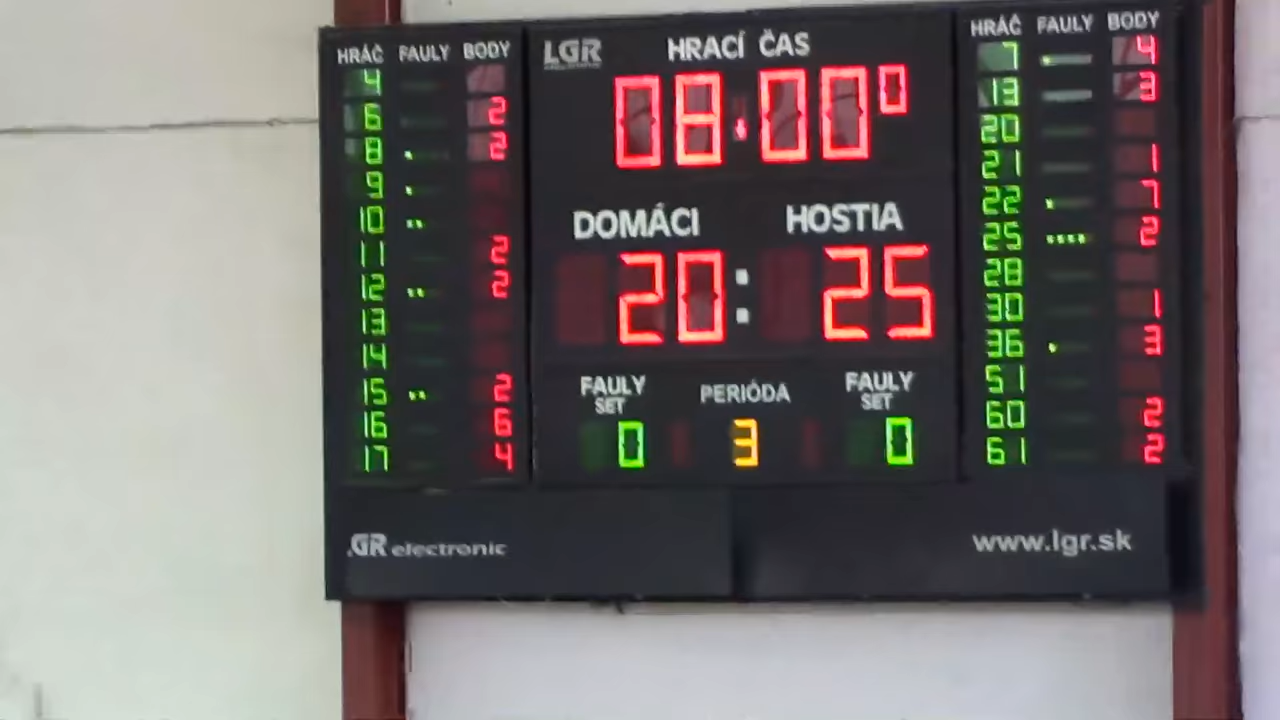 HRÁČ FAULY BODY
4
6 2
8 2
9
10
11 2
12 2
13
14
15 2
16 6
17 4
LGR
HRACÍ ČAS
08:00 0
DOMÁCI HOSTIA
20:25
FAULY SET PERIÓDA FAULY SET
0 3 0
HRÁČ FAULY BODY
7 4
13 3
20
21 1
22 7
25 2
28
30 1
36 3
51
60 2
61 2
LGR electronic
www.lgr.sk